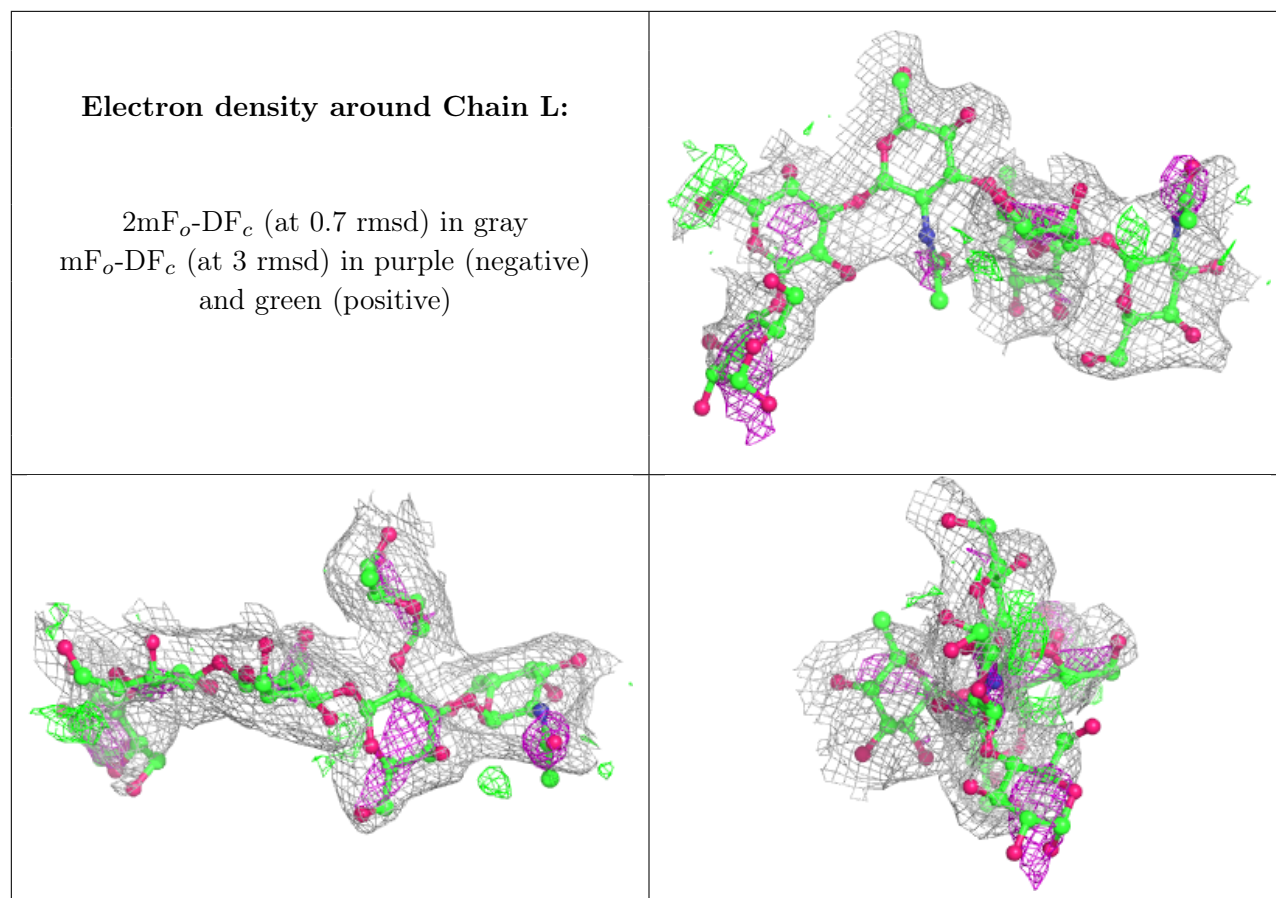 Electron density around Chain L:
2mFₒ-DF𝒸 (at 0.7 rmsd) in gray
mFₒ-DF𝒸 (at 3 rmsd) in purple (negative)
and green (positive)